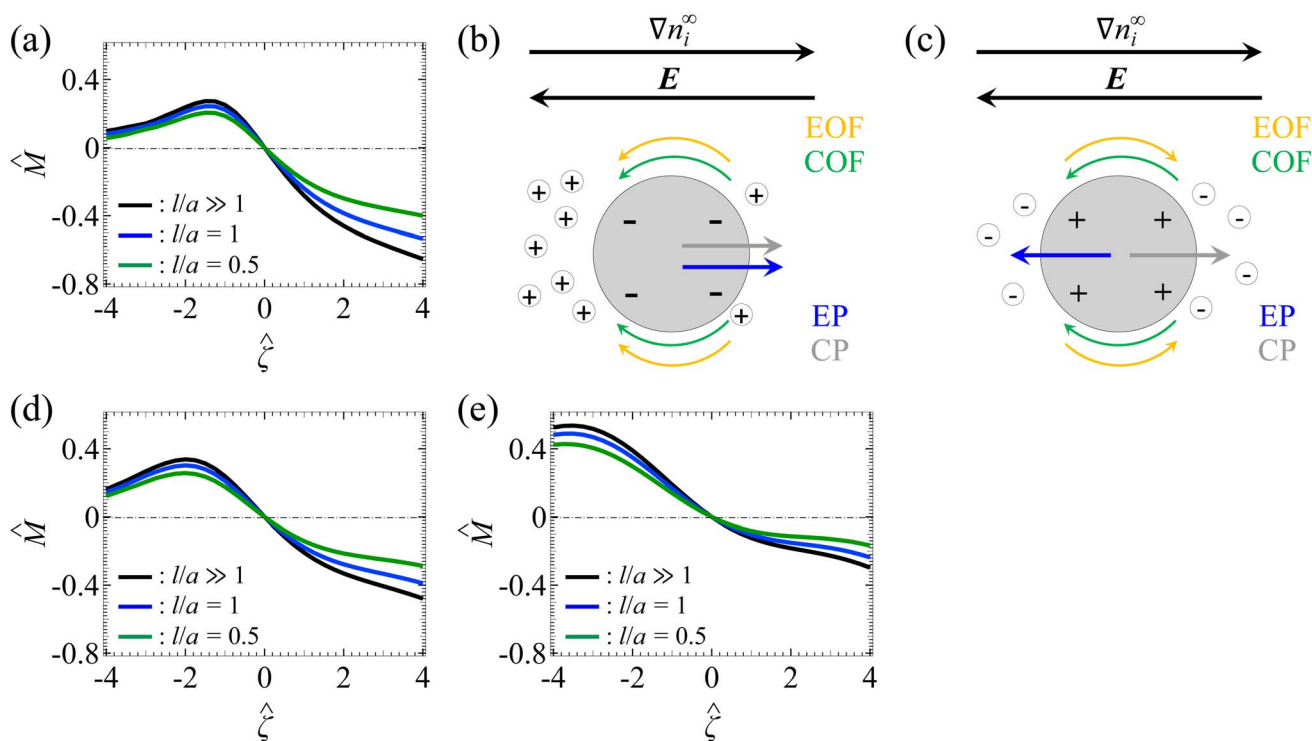 (a)
0.4
0
-0.4
-0.8
M̂
: l/a ≫ 1
: l/a = 1
: l/a = 0.5
-4 -2 0 2 4
ζ̂
(b)
∇n_i^∞
E
EOF
COF
+ + + + + + + + +
- -
- -
EP
CP
(c)
∇n_i^∞
E
EOF
COF
- - - - - - - -
+ +
+ +
EP
CP
(d)
0.4
0
-0.4
-0.8
M̂
: l/a ≫ 1
: l/a = 1
: l/a = 0.5
-4 -2 0 2 4
ζ̂
(e)
0.4
0
-0.4
-0.8
M̂
: l/a ≫ 1
: l/a = 1
: l/a = 0.5
-4 -2 0 2 4
ζ̂